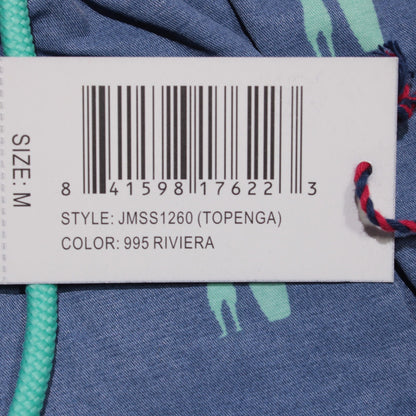 SIZE: M
8 41598 17622 3
STYLE: JMSS1260 (TOPENGA)
COLOR: 995 RIVIERA